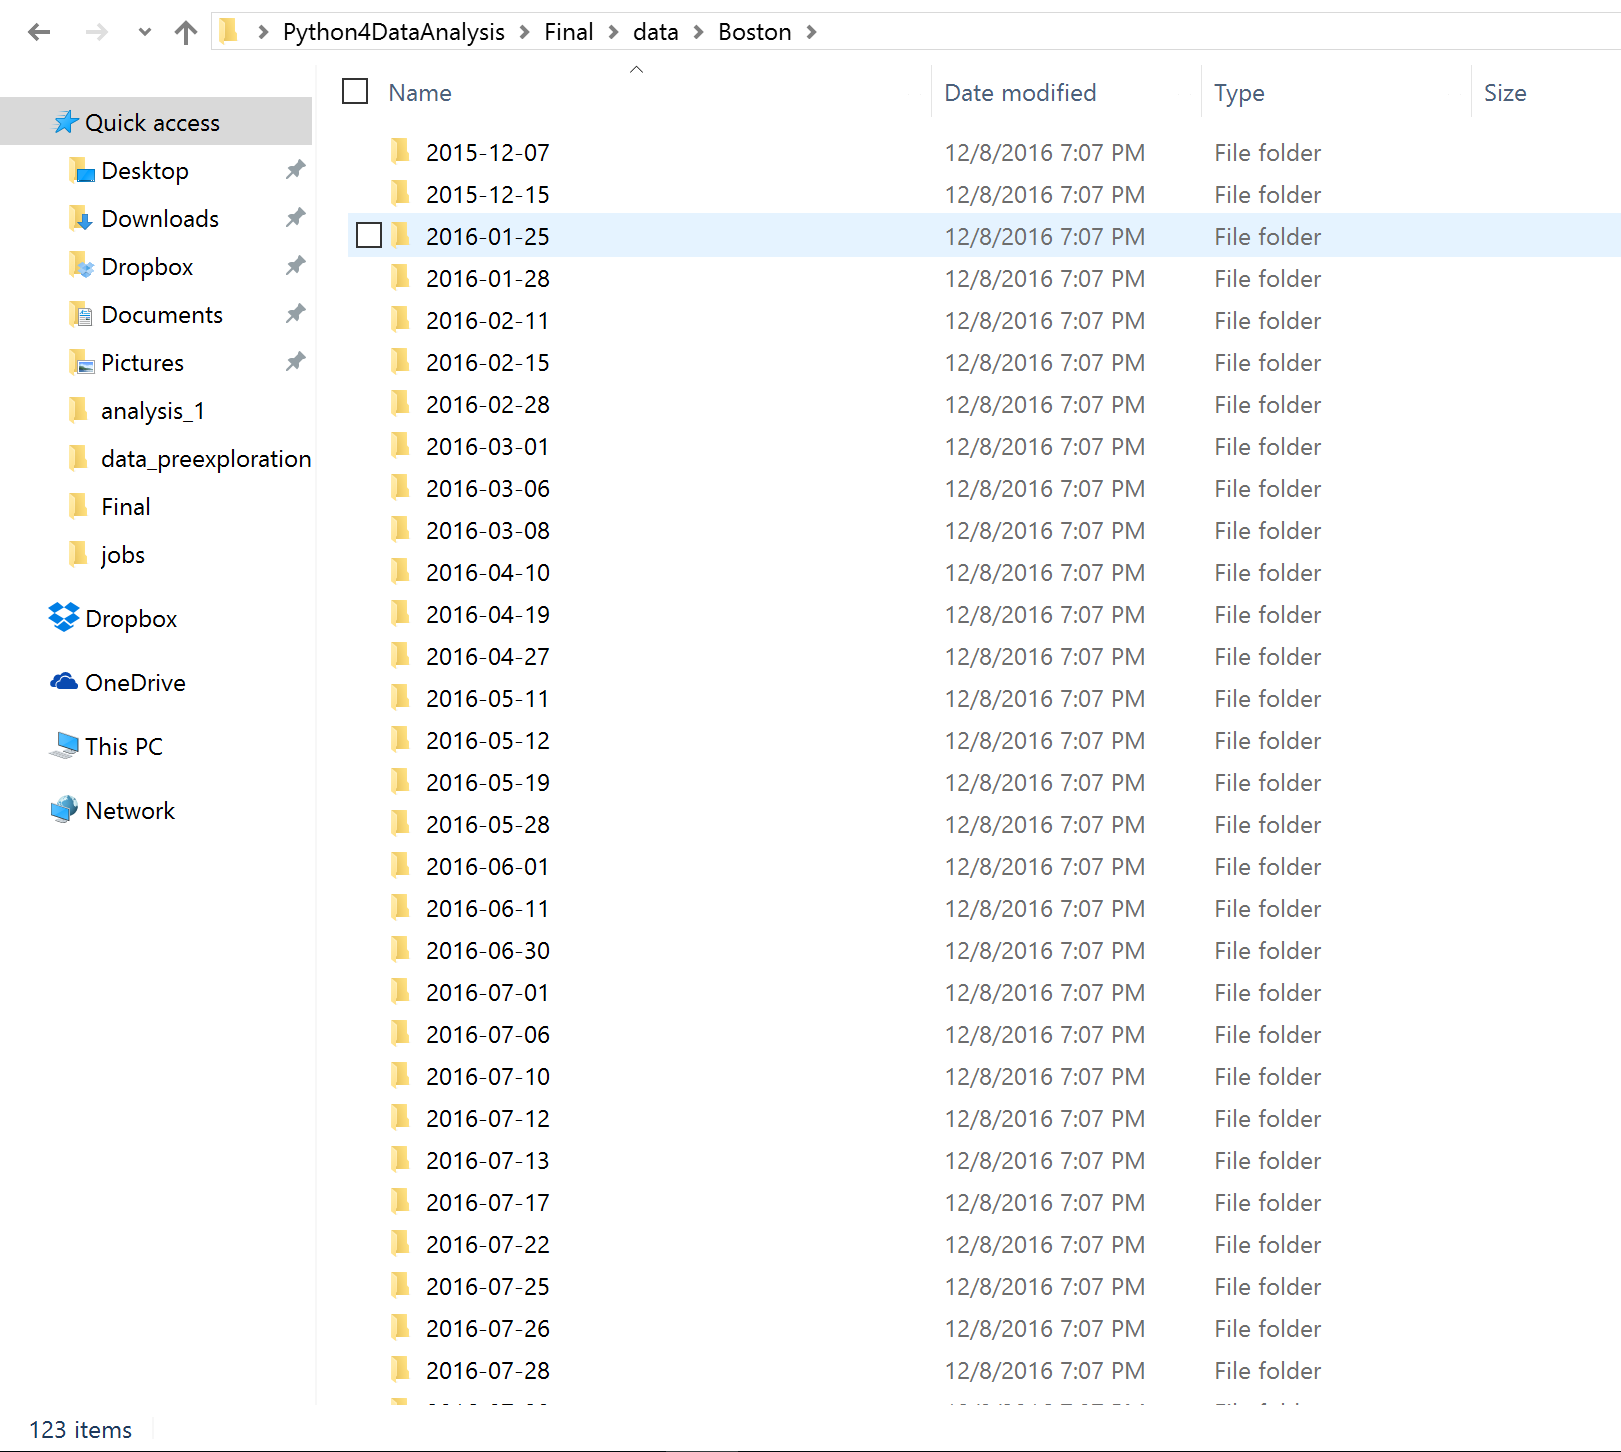 Python4DataAnalysis > Final > data > Boston >
Name Date modified Type Size
Quick access
Desktop
Downloads
Dropbox
Documents
Pictures
analysis_1
data_preexploration
Final
jobs
Dropbox
OneDrive
This PC
Network
2015-12-07 12/8/2016 7:07 PM File folder
2015-12-15 12/8/2016 7:07 PM File folder
2016-01-25 12/8/2016 7:07 PM File folder
2016-01-28 12/8/2016 7:07 PM File folder
2016-02-11 12/8/2016 7:07 PM File folder
2016-02-15 12/8/2016 7:07 PM File folder
2016-02-28 12/8/2016 7:07 PM File folder
2016-03-01 12/8/2016 7:07 PM File folder
2016-03-06 12/8/2016 7:07 PM File folder
2016-03-08 12/8/2016 7:07 PM File folder
2016-04-10 12/8/2016 7:07 PM File folder
2016-04-19 12/8/2016 7:07 PM File folder
2016-04-27 12/8/2016 7:07 PM File folder
2016-05-11 12/8/2016 7:07 PM File folder
2016-05-12 12/8/2016 7:07 PM File folder
2016-05-19 12/8/2016 7:07 PM File folder
2016-05-28 12/8/2016 7:07 PM File folder
2016-06-01 12/8/2016 7:07 PM File folder
2016-06-11 12/8/2016 7:07 PM File folder
2016-06-30 12/8/2016 7:07 PM File folder
2016-07-01 12/8/2016 7:07 PM File folder
2016-07-06 12/8/2016 7:07 PM File folder
2016-07-10 12/8/2016 7:07 PM File folder
2016-07-12 12/8/2016 7:07 PM File folder
2016-07-13 12/8/2016 7:07 PM File folder
2016-07-17 12/8/2016 7:07 PM File folder
2016-07-22 12/8/2016 7:07 PM File folder
2016-07-25 12/8/2016 7:07 PM File folder
2016-07-26 12/8/2016 7:07 PM File folder
2016-07-28 12/8/2016 7:07 PM File folder
123 items